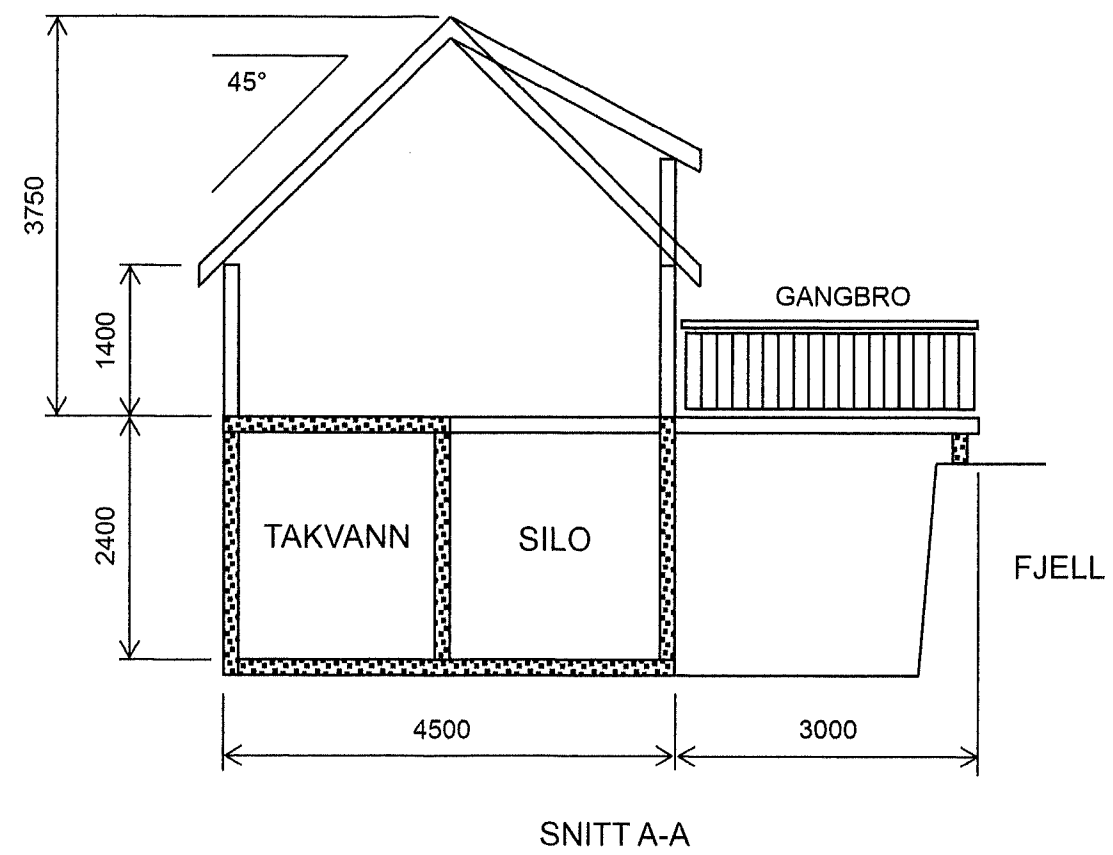 45°
3750
GANGBRO
1400
TAKVANN
SILO
2400
FJELL
4500
3000
SNITT A-A